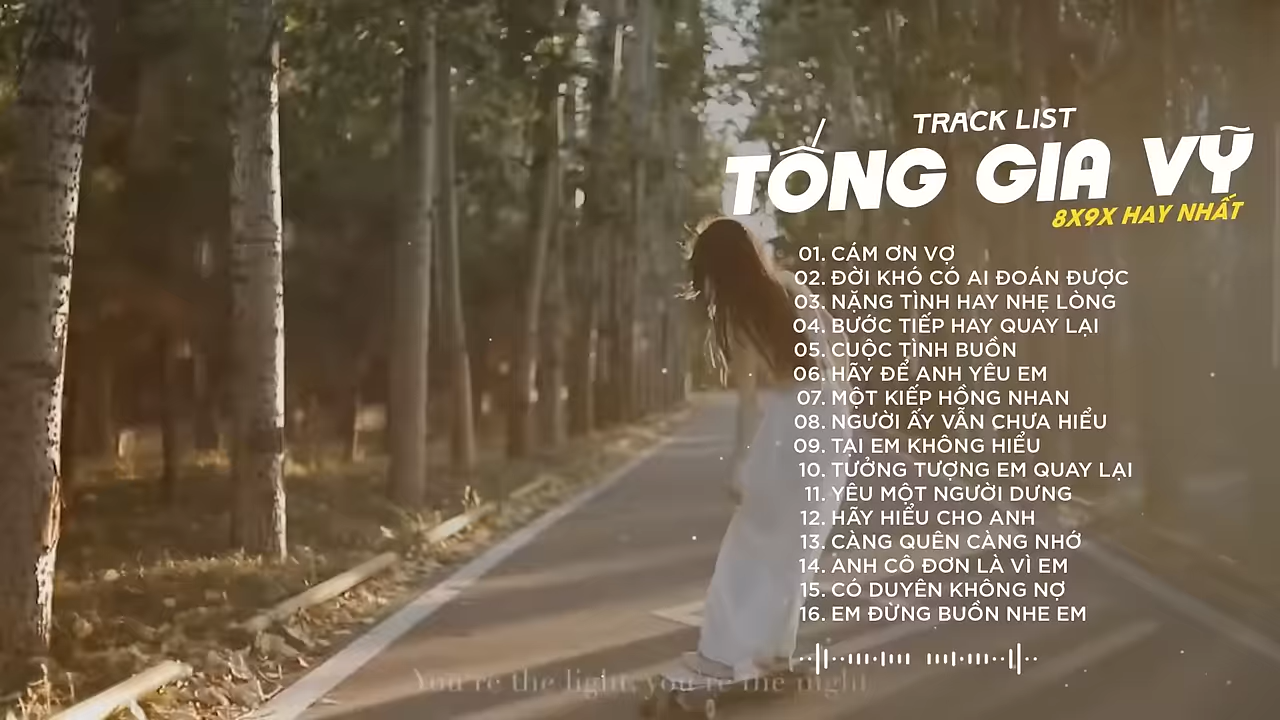 TRACK LIST
TỐNG GIA VỸ
8X9X HAY NHẤT
01. CÁM ƠN VỢ
02. ĐỜI KHÓ CÓ AI ĐOÁN ĐƯỢC
03. NẶNG TÌNH HAY NHẸ LÒNG
04. BƯỚC TIẾP HAY QUAY LẠI
05. CUỘC TÌNH BUỒN
06. HÃY ĐỂ ANH YÊU EM
07. MỘT KIẾP HỒNG NHAN
08. NGƯỜI ẤY VẪN CHƯA HIỂU
09. TẠI EM KHÔNG HIỂU
10. TƯỞNG TƯỢNG EM QUAY LẠI
11. YÊU MỘT NGƯỜI DƯNG
12. HÃY HIỂU CHO ANH
13. CÀNG QUÊN CÀNG NHỚ
14. ANH CÔ ĐƠN LÀ VÌ EM
15. CÓ DUYÊN KHÔNG NỢ
16. EM ĐỪNG BUỒN NHE EM
You're the light, you're the night